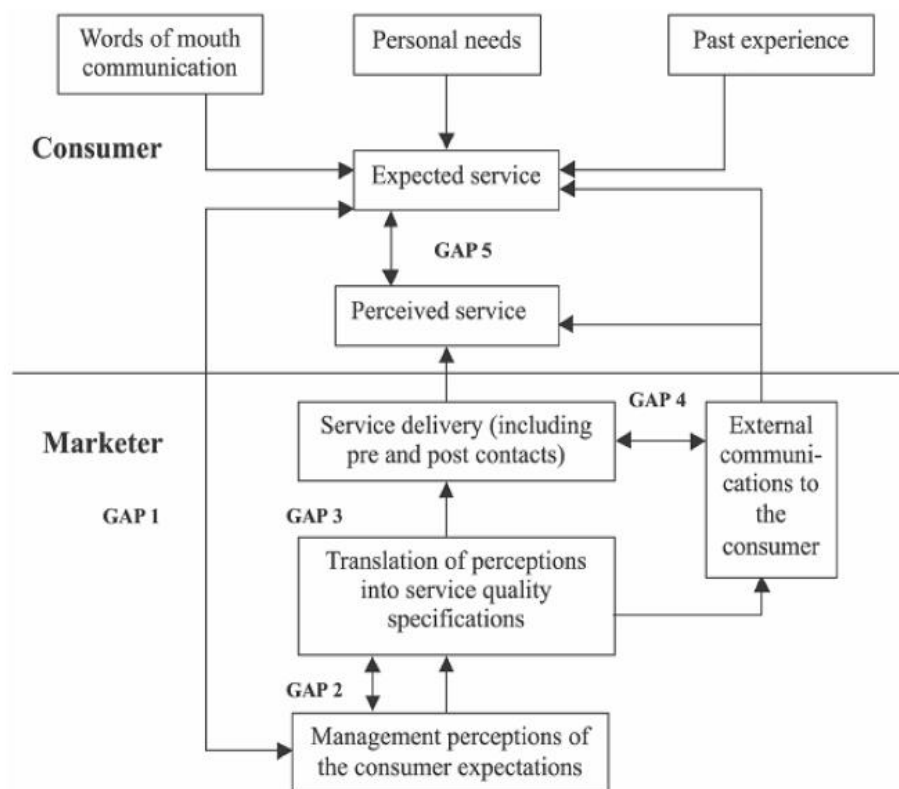 Words of mouth
communication
Personal needs
Past experience
Consumer
Expected service
GAP 5
Perceived service
GAP 4
Marketer
Service delivery (including
pre and post contacts)
External
communi-
cations to
the
consumer
GAP 1
GAP 3
Translation of perceptions
into service quality
specifications
GAP 2
Management perceptions of
the consumer expectations